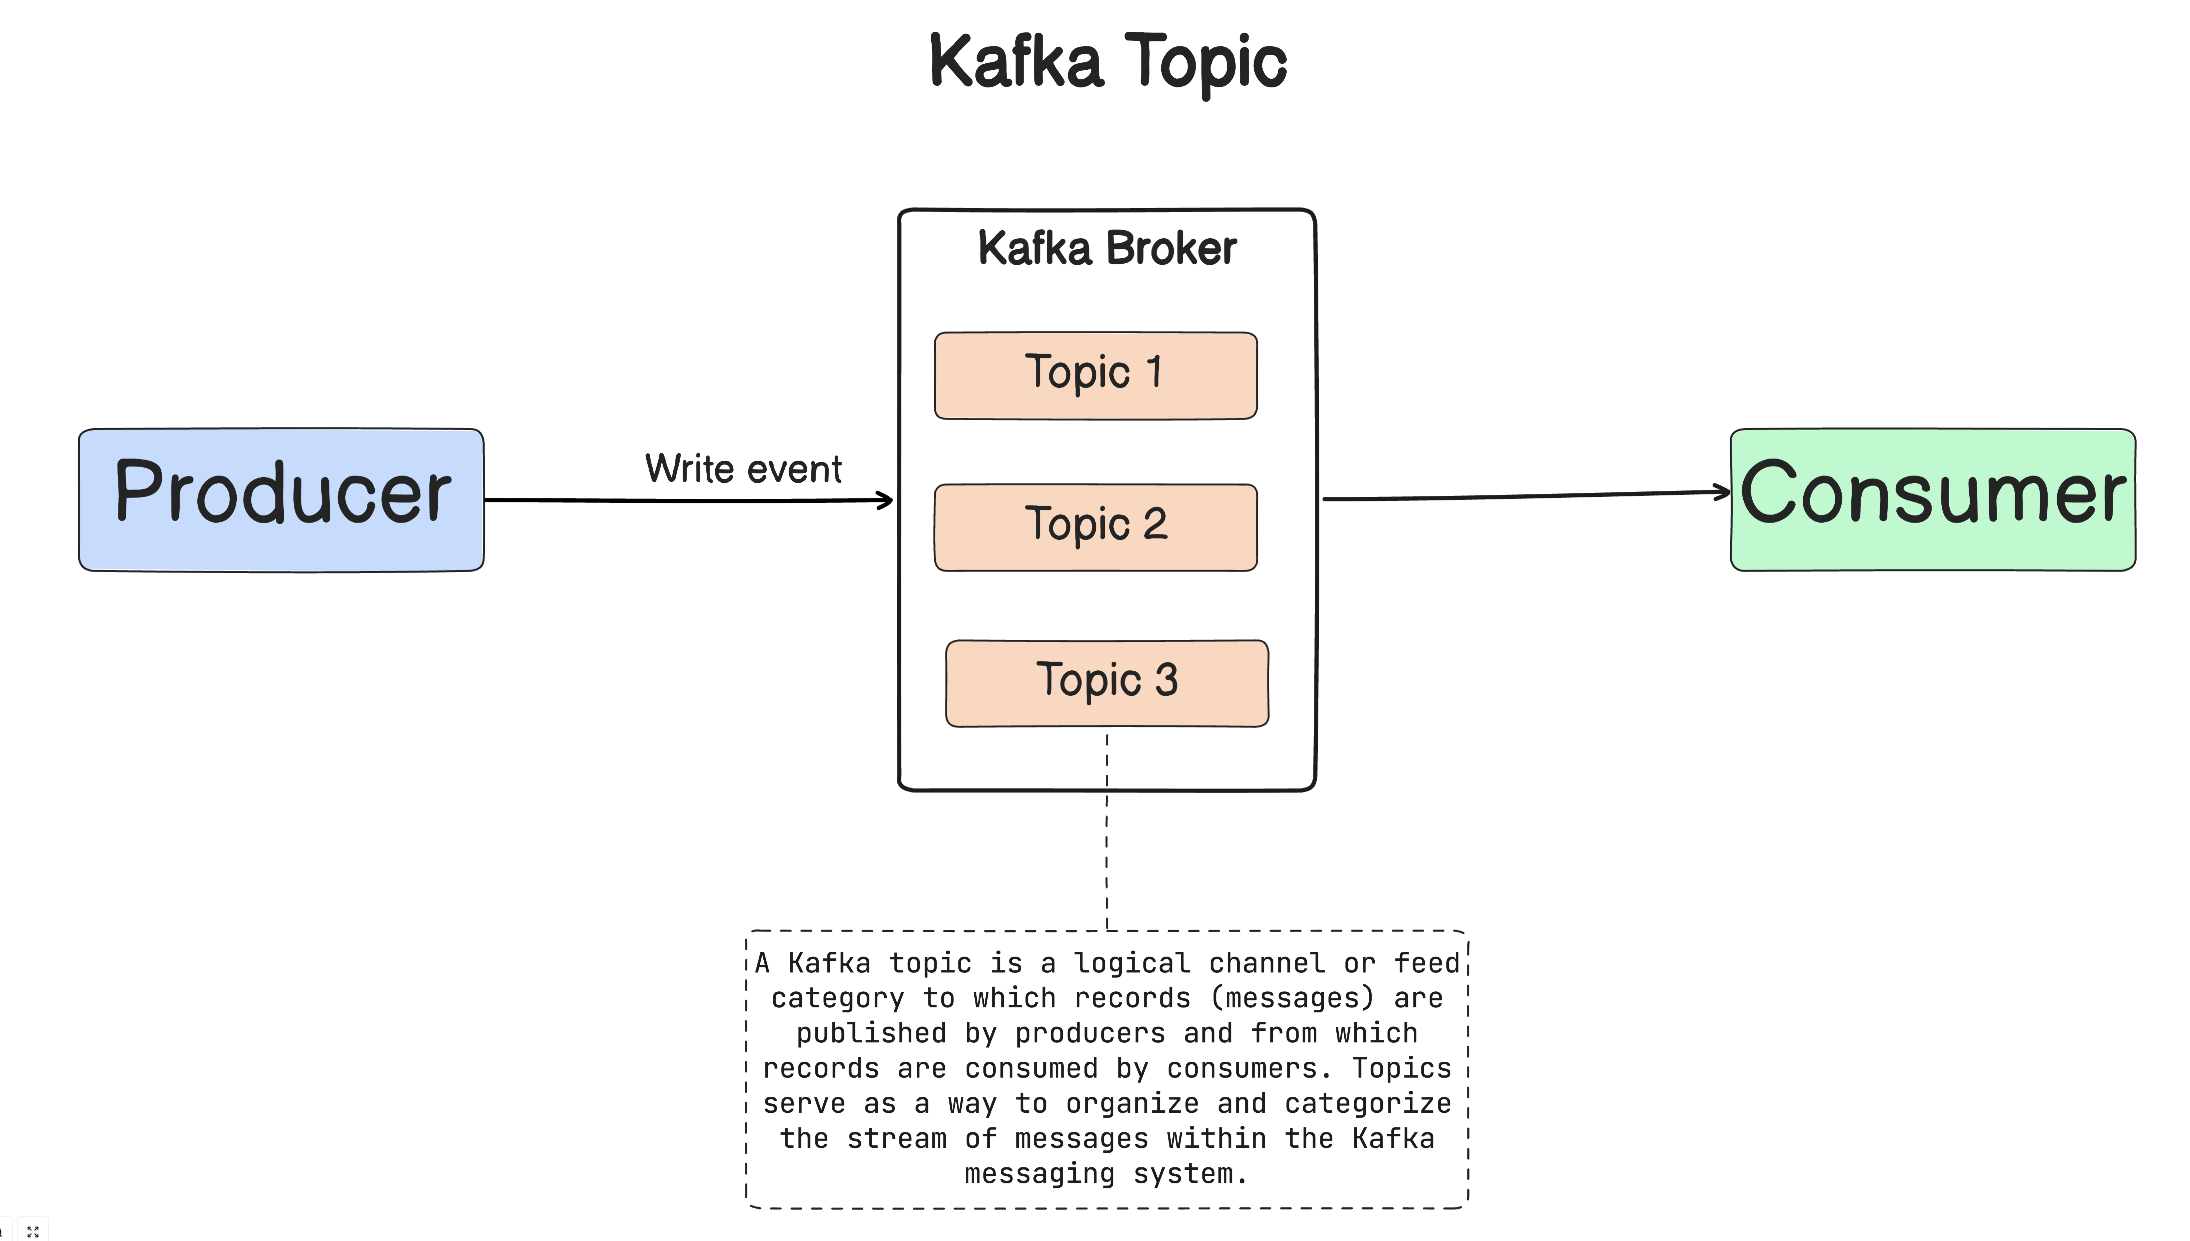 Kafka Topic
Kafka Broker
Topic 1
Producer
Write event
Topic 2
Consumer
Topic 3
A Kafka topic is a logical channel or feed
category to which records (messages) are
published by producers and from which
records are consumed by consumers. Topics
serve as a way to organize and categorize
the stream of messages within the Kafka
messaging system.